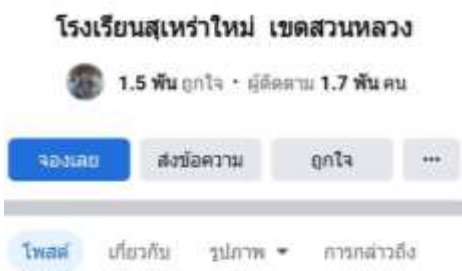 โรงเรียนสุเหร่าใหม่ เขตสวนหลวง
1.5 พัน ถูกใจ • ผู้ติดตาม 1.7 พัน คน
จองเลย ส่งข้อความ ถูกใจ ...
โพสต์ เกี่ยวกับ รูปภาพ การกล่าวถึง